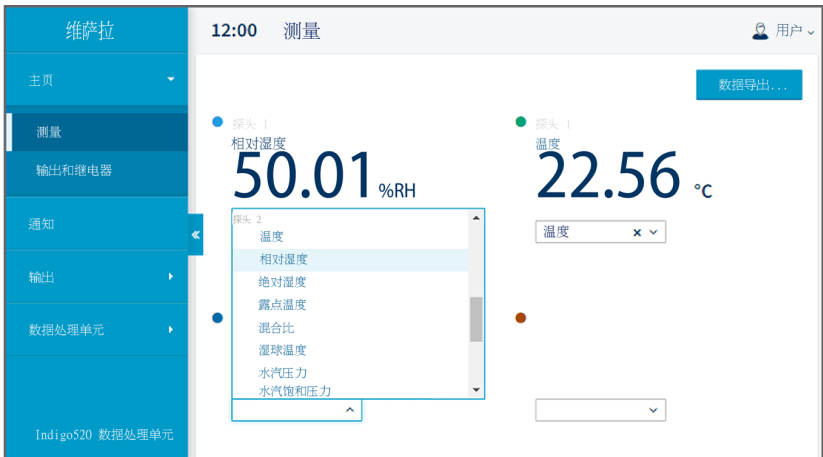 维萨拉
12:00 测量
用户
主页
数据导出...
测量
输出和继电器
通知
输出
数据处理单元
Indigo520 数据处理单元
探头 1
相对湿度
50.01 %RH
探头 1
温度
22.56 °C
温度
探头 2
温度
相对湿度
绝对湿度
露点温度
混合比
湿球温度
水汽压力
水汽饱和压力